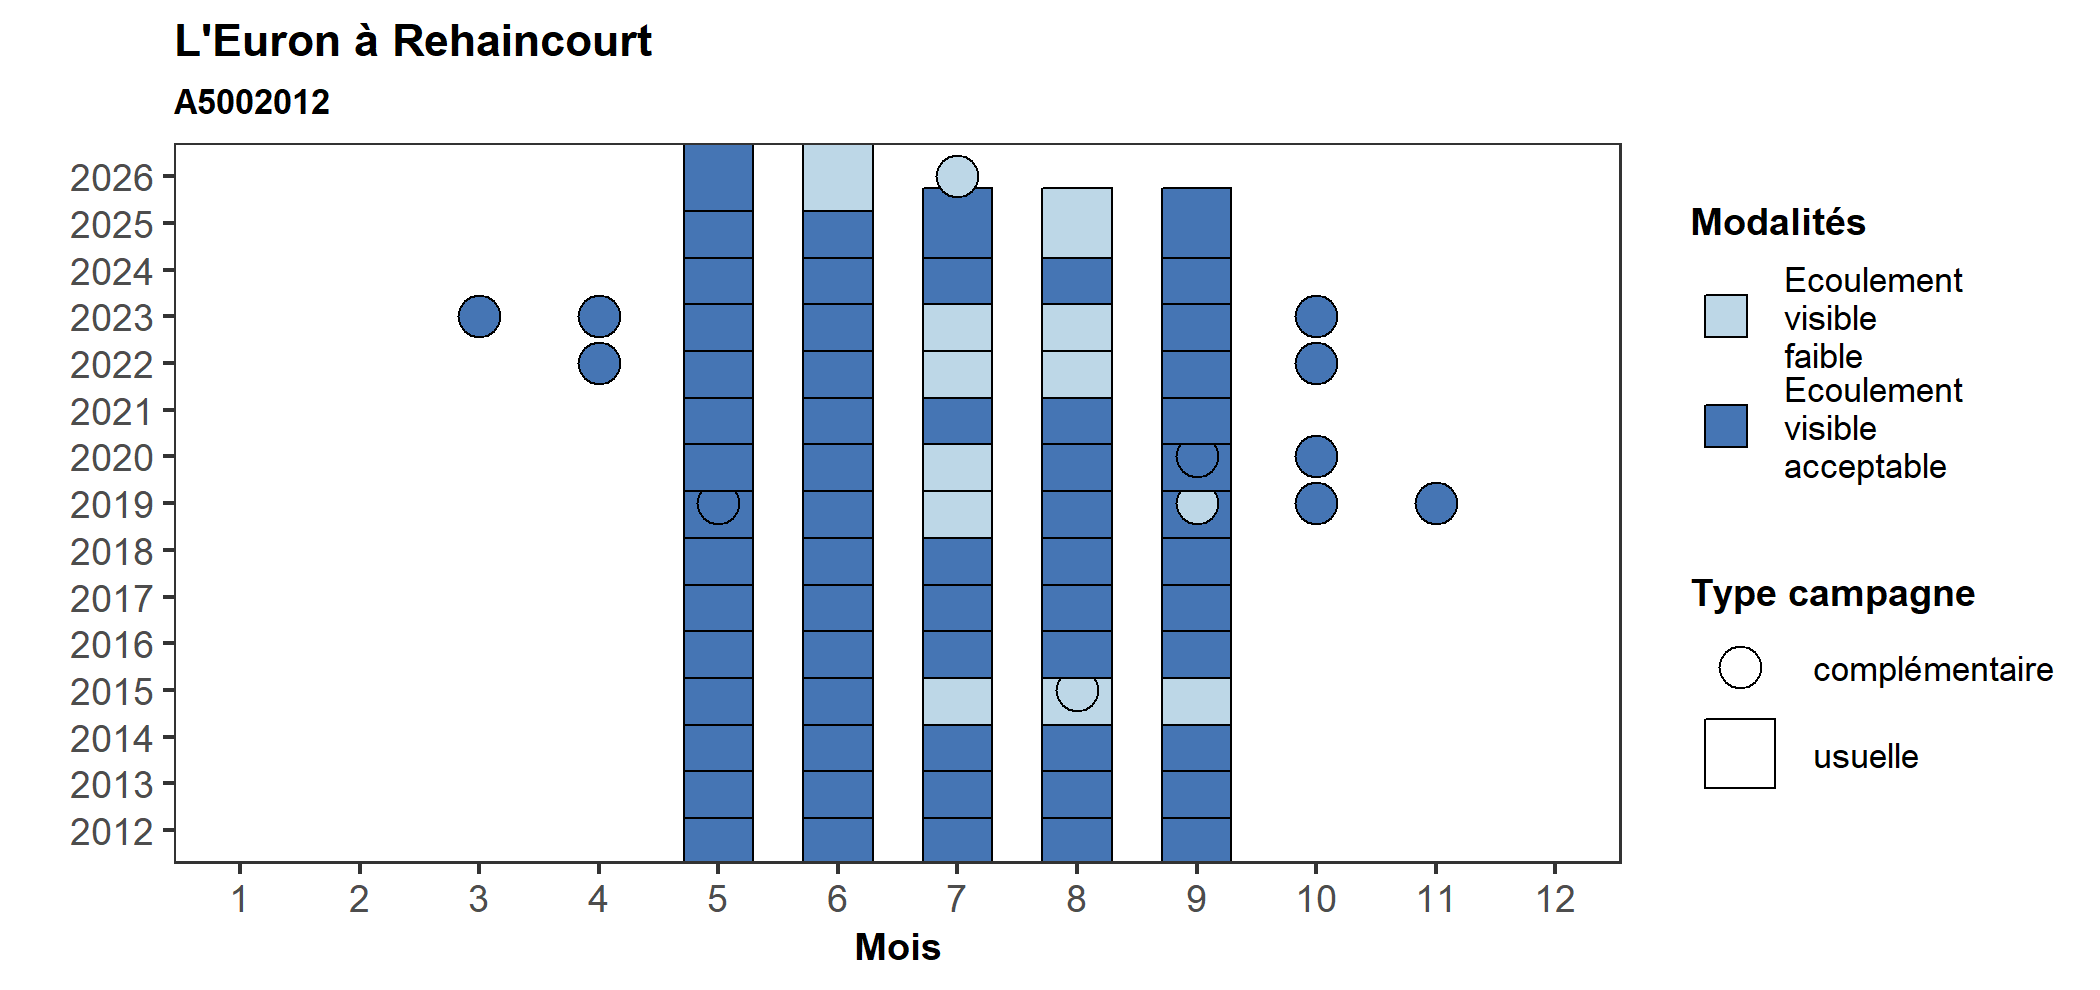 L'Euron à Rehaincourt
A5002012
2026
2025
2024
2023
2022
2021
2020
2019
2018
2017
2016
2015
2014
2013
2012
1 2 3 4 5 6 7 8 9 10 11 12
Mois
Modalités
Ecoulement
visible
faible
Ecoulement
visible
acceptable
Type campagne
complémentaire
usuelle